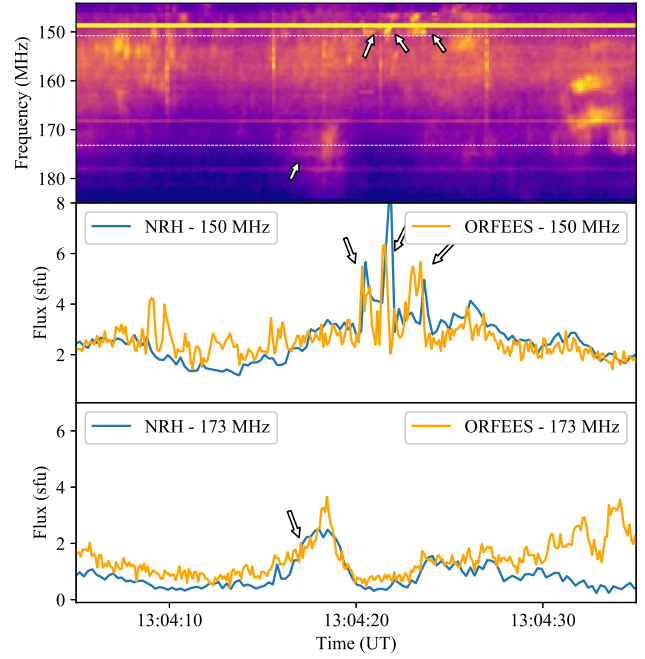 Frequency (MHz)
150
160
170
180
Flux (sfu)
8
6
4
2
NRH - 150 MHz
ORFEES - 150 MHz
Flux (sfu)
6
4
2
0
NRH - 173 MHz
ORFEES - 173 MHz
13:04:10
13:04:20
13:04:30
Time (UT)